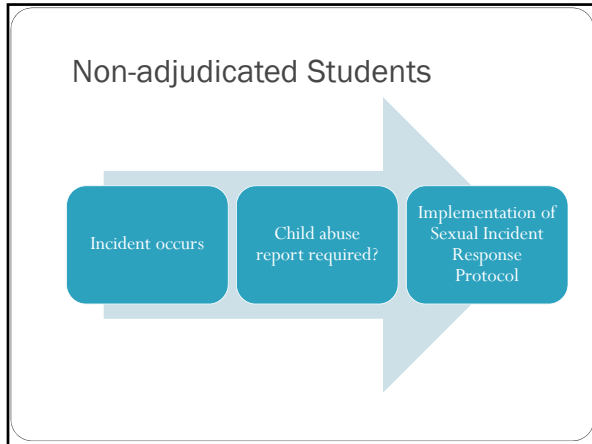 Non-adjudicated Students
Incident occurs
Child abuse
report required?
Implementation of
Sexual Incident
Response
Protocol